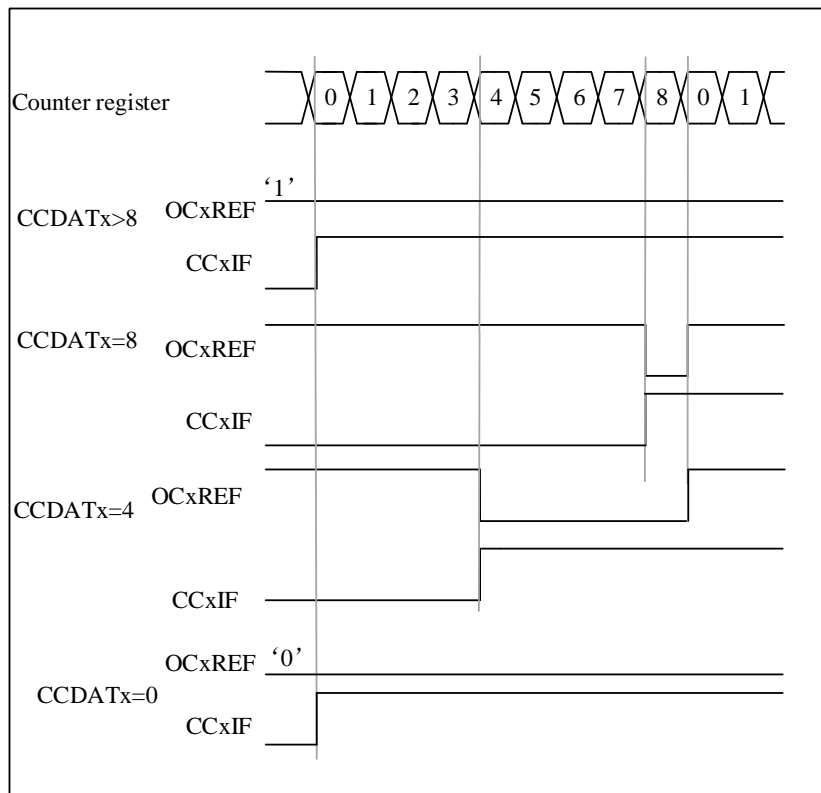 Counter register 0 1 2 3 4 5 6 7 8 0 1
‘1’
CCDATx>8 OCxREF
CCxIF
CCDATx=8 OCxREF
CCxIF
OCxREF
CCDATx=4
CCxIF
OCxREF ‘0’
CCDATx=0
CCxIF